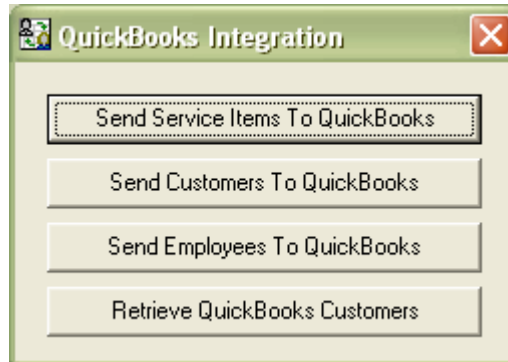 QuickBooks Integration
Send Service Items To QuickBooks
Send Customers To QuickBooks
Send Employees To QuickBooks
Retrieve QuickBooks Customers